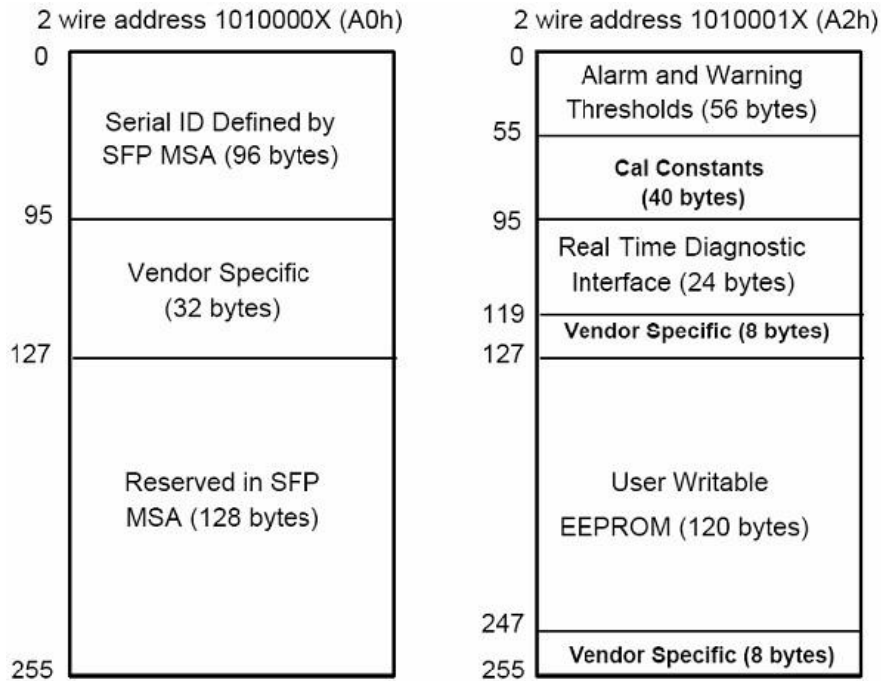 2 wire address 1010000X (A0h)
0
Serial ID Defined by
SFP MSA (96 bytes)
95
Vendor Specific
(32 bytes)
127
Reserved in SFP
MSA (128 bytes)
255
2 wire address 1010001X (A2h)
0
Alarm and Warning
Thresholds (56 bytes)
55
Cal Constants
(40 bytes)
95
Real Time Diagnostic
Interface (24 bytes)
119
Vendor Specific (8 bytes)
127
User Writable
EEPROM (120 bytes)
247
Vendor Specific (8 bytes)
255